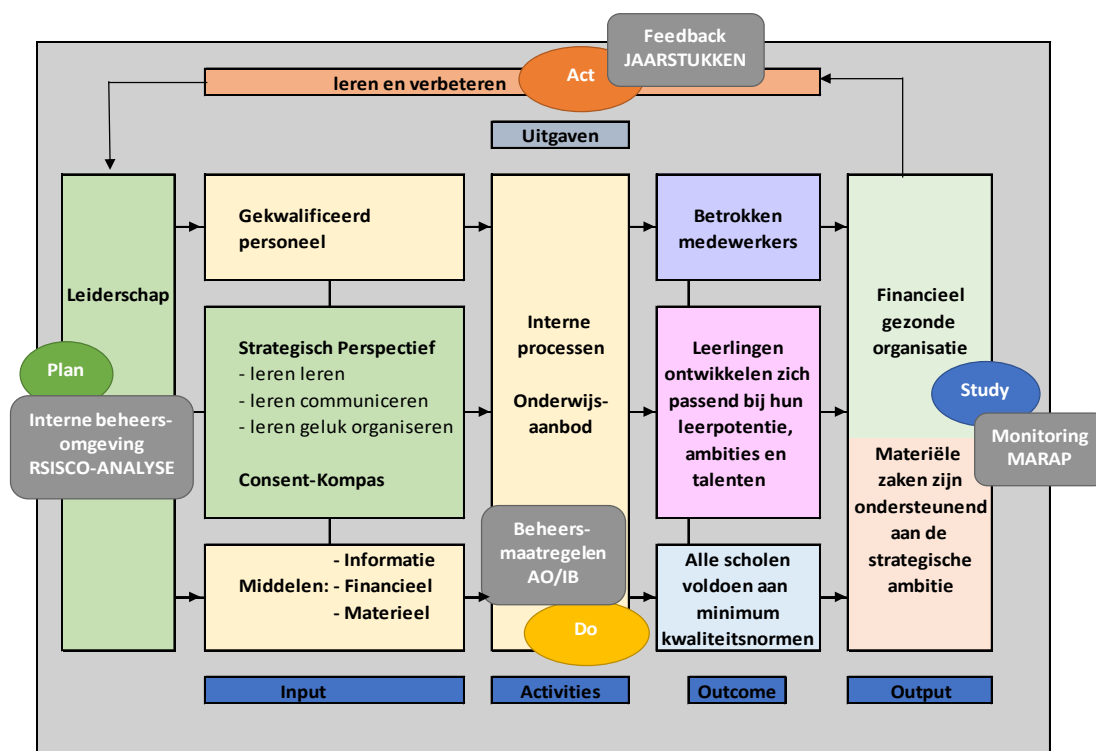 Feedback
JAARSTUKKEN
Act
leren en verbeteren
Uitgaven
Leiderschap
Plan
Interne beheers-
omgeving
RSISCO-ANALYSE
Gekwalificeerd
personeel
Strategisch Perspectief
- leren leren
- leren communiceren
- leren geluk organiseren
Consent-Kompas
- Informatie
Middelen: - Financieel
- Materieel
Interne
processen
Onderwijs-
aanbod
Beheers-
maatregelen
AO/IB
Do
Betrokken
medewerkers
Leerlingen
ontwikkelen zich
passend bij hun
leerpotentie,
ambities en
talenten
Alle scholen
voldoen aan
minimum
kwaliteitsnormen
Financieel
gezonde
organisatie
Study
Monitoring
MARAP
Materiële
zaken zijn
ondersteunend
aan de
strategische
ambitie
Input
Activities
Outcome
Output